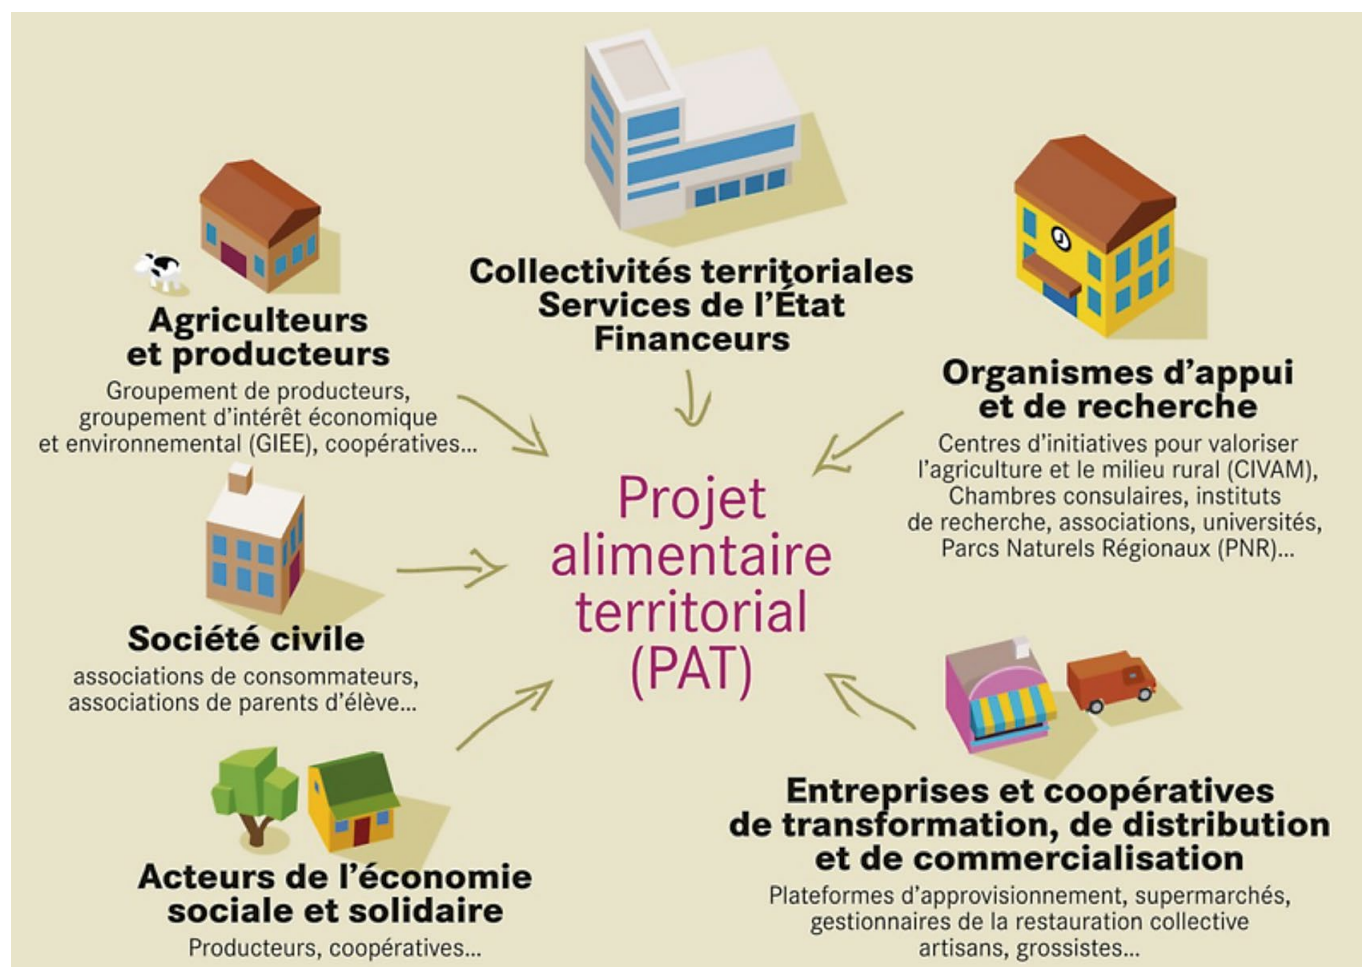 Collectivités territoriales
Services de l'État
Financeurs
Agriculteurs
et producteurs
Groupement de producteurs,
groupement d'intérêt économique
et environnemental (GIEE), coopératives...
Organismes d'appui
et de recherche
Centres d'initiatives pour valoriser
l'agriculture et le milieu rural (CIVAM),
Chambres consulaires, instituts
de recherche, associations, universités,
Parcs Naturels Régionaux (PNR)...
Projet
alimentaire
territorial
(PAT)
Société civile
associations de consommateurs,
associations de parents d'élève...
Acteurs de l'économie
sociale et solidaire
Producteurs, coopératives...
Entreprises et coopératives
de transformation, de distribution
et de commercialisation
Plateformes d'approvisionnement, supermarchés,
gestionnaires de la restauration collective
artisans, grossistes...